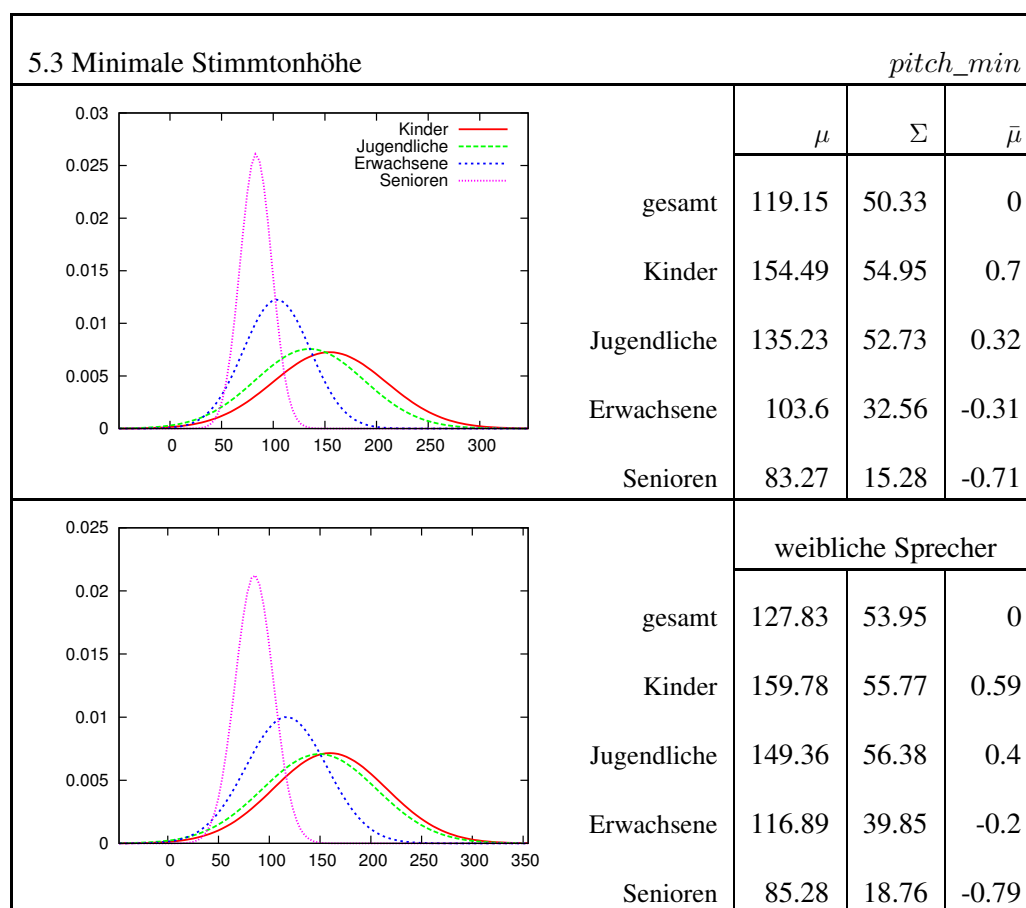 5.3 Minimale Stimmtonhöhe pitch_min
0.03
0.025
0.02
0.015
0.01
0.005
0
0 50 100 150 200 250 300
Kinder
Jugendliche
Erwachsene
Senioren
μ Σ μ̄
gesamt 119.15 50.33 0
Kinder 154.49 54.95 0.7
Jugendliche 135.23 52.73 0.32
Erwachsene 103.6 32.56 -0.31
Senioren 83.27 15.28 -0.71
0.025
0.02
0.015
0.01
0.005
0
0 50 100 150 200 250 300 350
weibliche Sprecher
gesamt 127.83 53.95 0
Kinder 159.78 55.77 0.59
Jugendliche 149.36 56.38 0.4
Erwachsene 116.89 39.85 -0.2
Senioren 85.28 18.76 -0.79